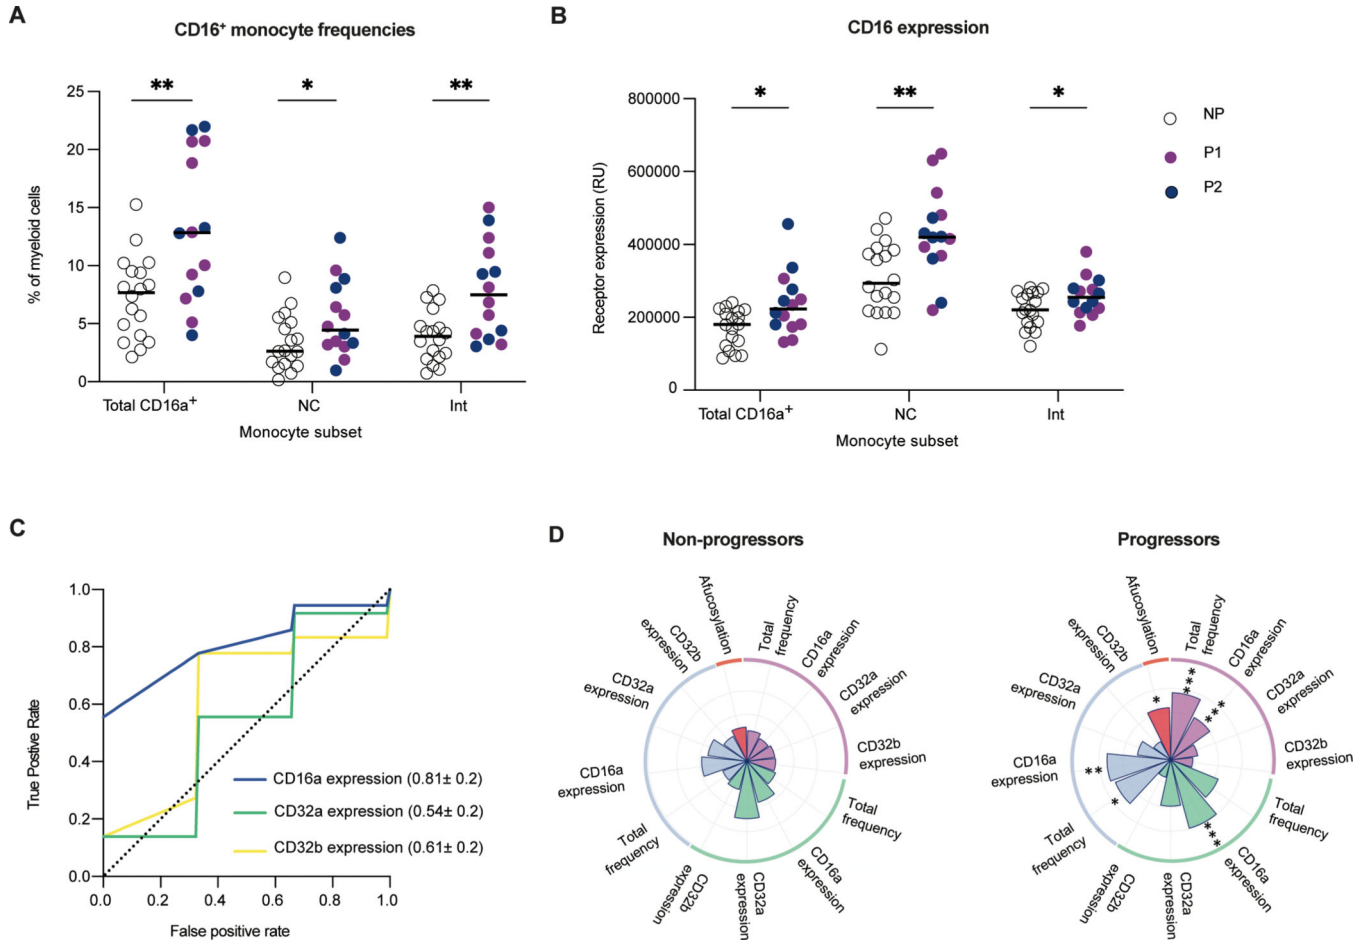 A
CD16+ monocyte frequencies
** * **
25
20
15
10
5
0
% of myeloid cells
Total CD16a+ NC Int
Monocyte subset
B
CD16 expression
* ** *
800000
600000
400000
200000
0
Receptor expression (RU)
Total CD16a+ NC Int
Monocyte subset
NP
P1
P2
C
1.0
0.8
0.6
0.4
0.2
0.0
True Positive Rate
CD16a expression (0.81± 0.2)
CD32a expression (0.54± 0.2)
CD32b expression (0.61± 0.2)
0.0 0.2 0.4 0.6 0.8 1.0
False positive rate
D
Non-progressors
Afucosylation
Total
frequency
CD16a
expression
CD32a
expression
CD32b
expression
Total
frequency
CD16a
expression
CD32a
expression
CD32b
expression
Total
frequency
CD16a
expression
CD32a
expression
CD32b
expression
Progressors
Afucosylation
Total
frequency
CD16a
expression
CD32a
expression
CD32b
expression
Total
frequency
CD16a
expression
CD32a
expression
CD32b
expression
Total
frequency
CD16a
expression
CD32a
expression
CD32b
expression
*
***
***
***
*
**